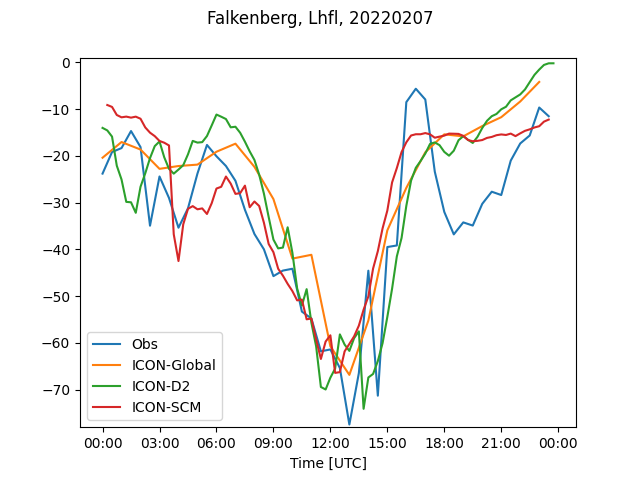 Falkenberg, Lhfl, 20220207
0
−10
−20
−30
−40
−50
−60
−70
Obs
ICON-Global
ICON-D2
ICON-SCM
00:00 03:00 06:00 09:00 12:00 15:00 18:00 21:00 00:00
Time [UTC]